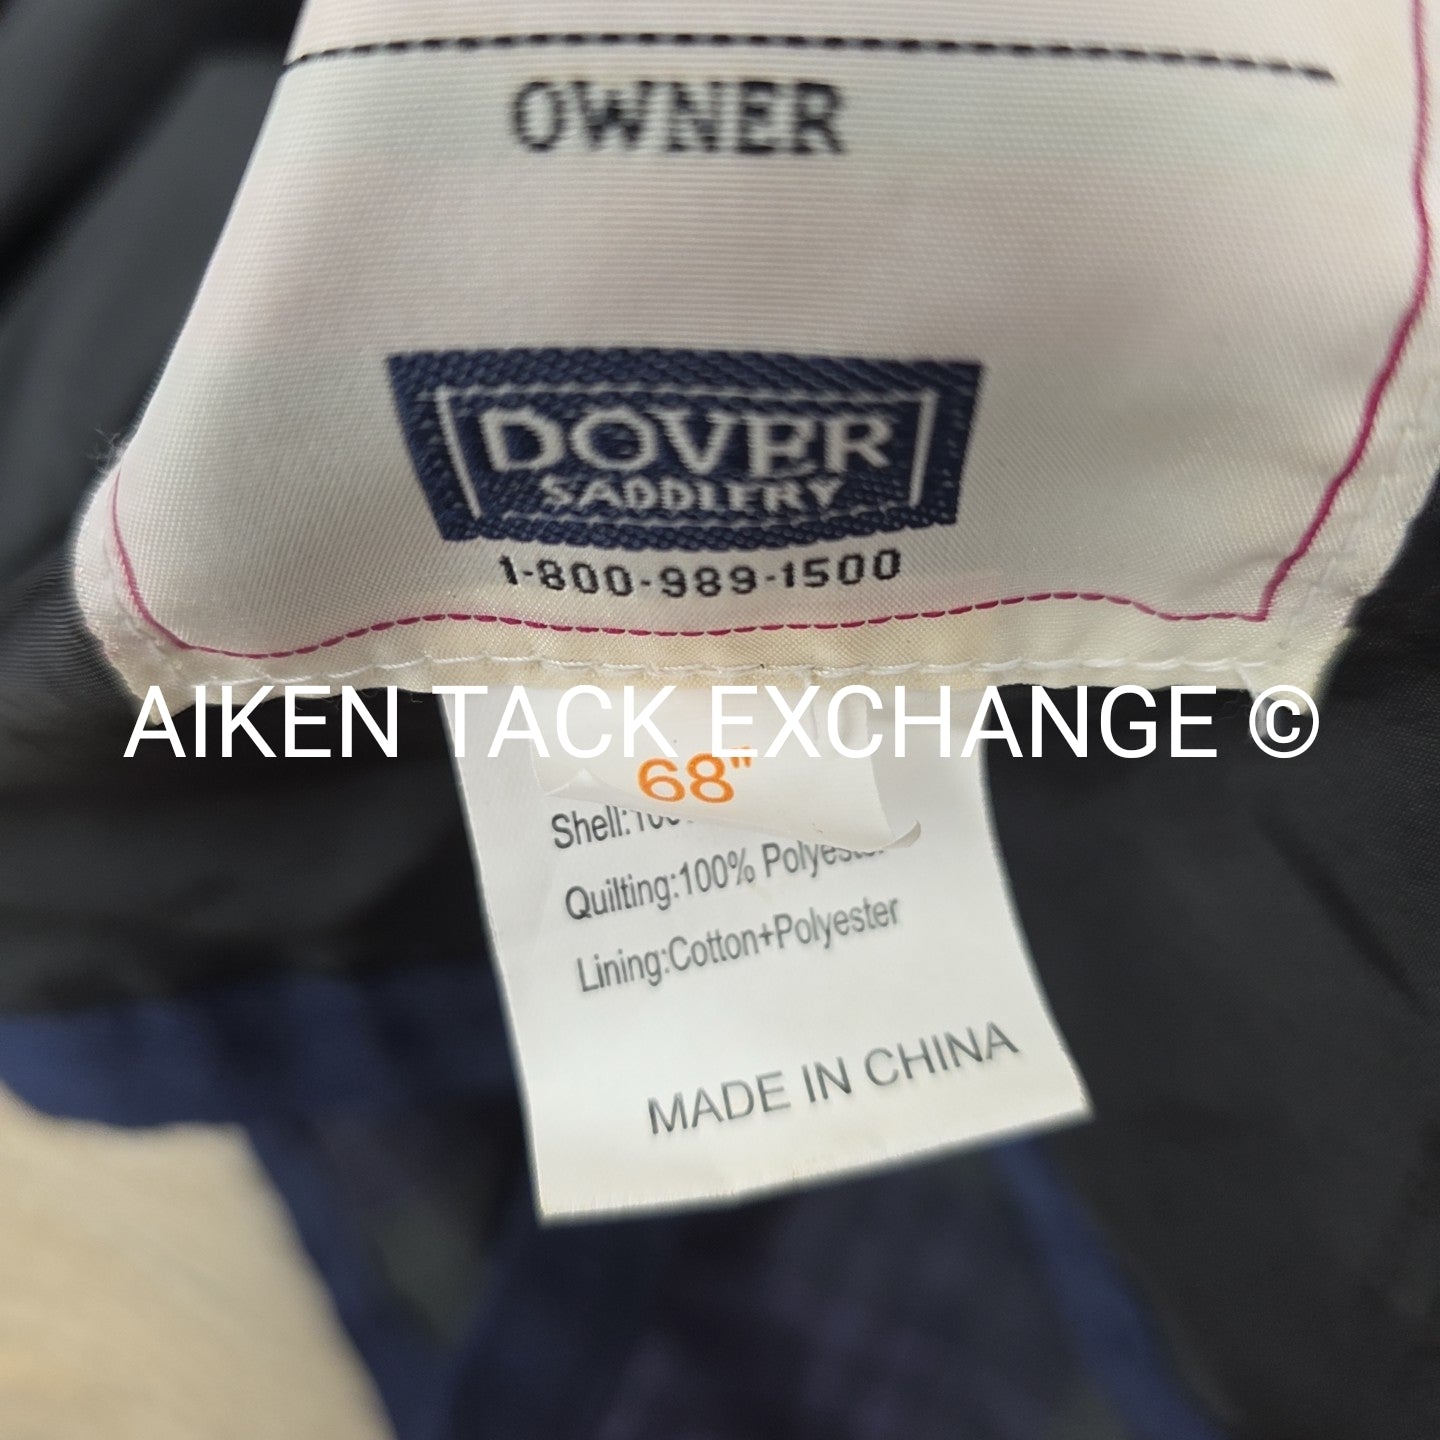 OWNER
DOVER
SADDLERY
1-800-989-1500
AIKEN TACK EXCHANGE ©
68"
Shell:
Quilting:100% Polyester
Lining:Cotton+Polyester
MADE IN CHINA